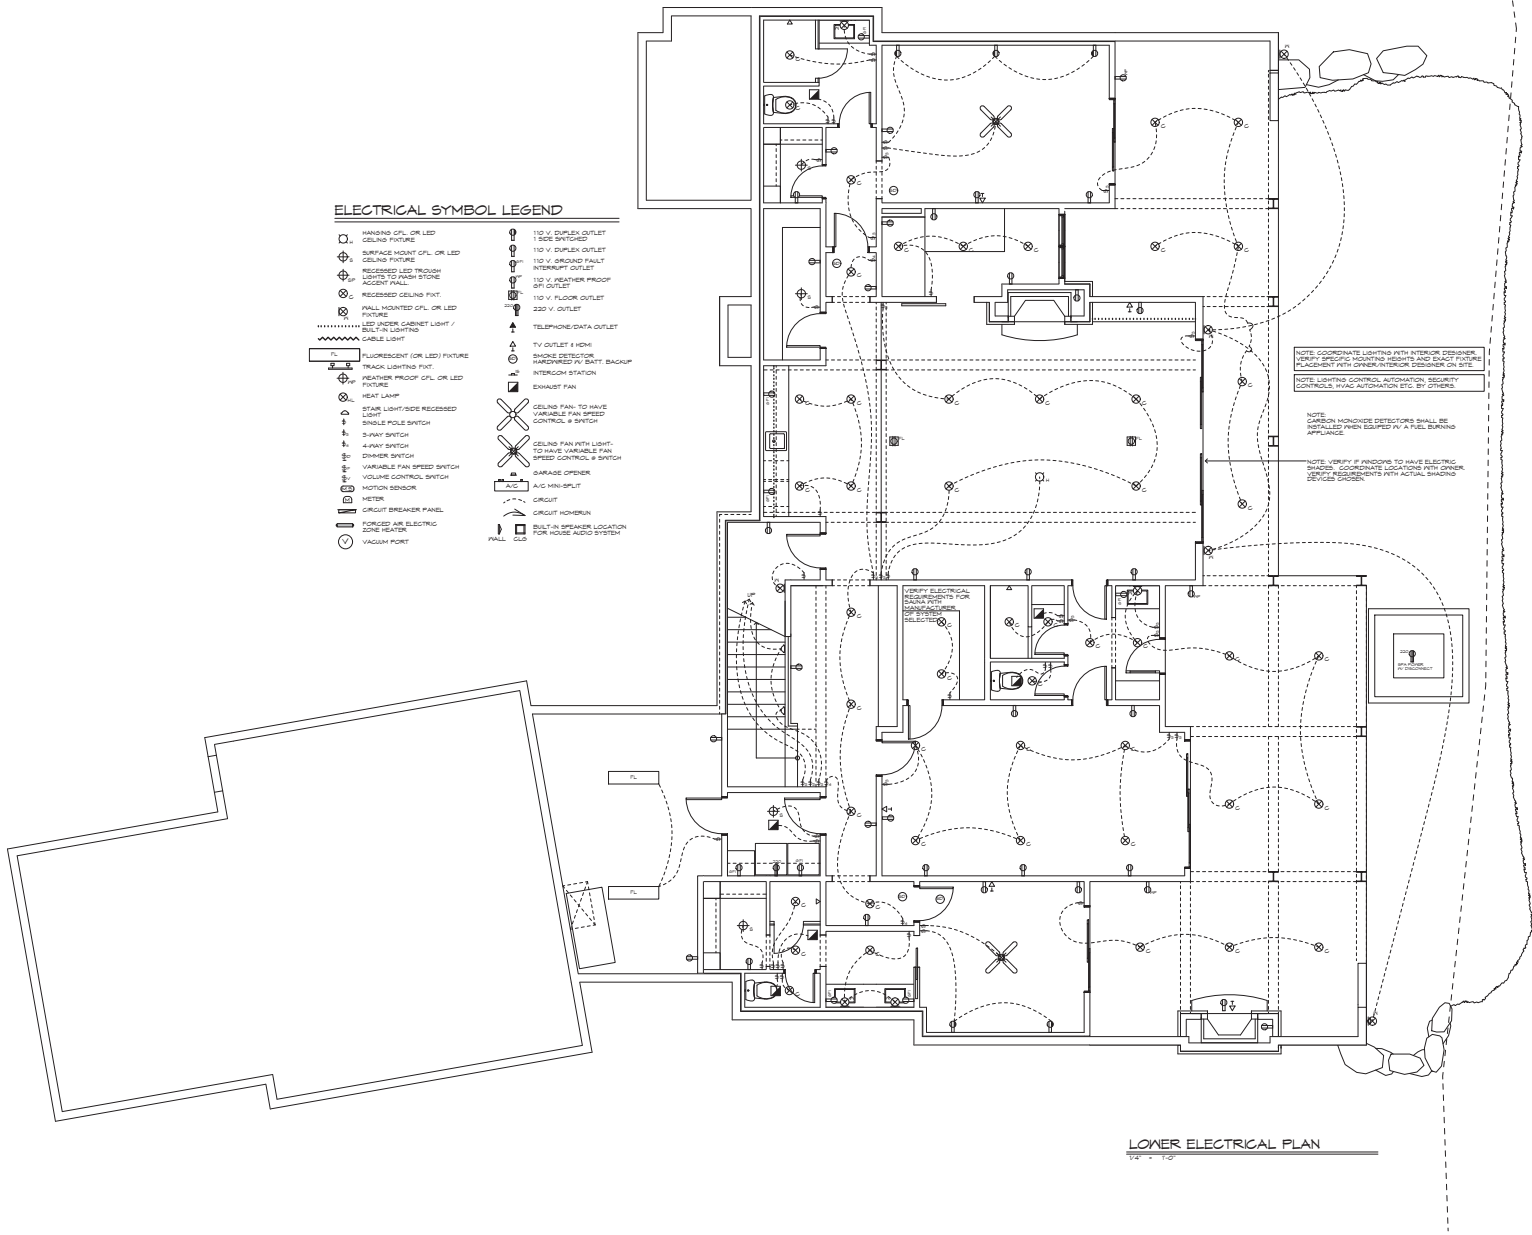 ELECTRICAL SYMBOL LEGEND
HANGING CFL. OR LED
CEILING FIXTURE
SURFACE MOUNT CFL. OR LED
CEILING FIXTURE
RECESSED LED TROUGH
LIGHTS TO WASH STONE
ACCENT WALL.
RECESSED CEILING FIXT.
WALL MOUNTED CFL. OR LED
FIXTURE
LED UNDER CABINET LIGHT /
BUILT-IN LIGHTING
CABLE LIGHT
FL
FLUORESCENT (OR LED) FIXTURE
TRACK LIGHTING FIXT.
WEATHER PROOF CFL. OR LED
FIXTURE
HEAT LAMP
STAIR LIGHT/SIDE RECESSED
LIGHT
SINGLE POLE SWITCH
3-WAY SWITCH
4-WAY SWITCH
DIMMER SWITCH
VARIABLE FAN SPEED SWITCH
VOLUME CONTROL SWITCH
MOTION SENSOR
METER
CIRCUIT BREAKER PANEL
FORCED AIR ELECTRIC
ZONE HEATER
V
VACUUM PORT
110 V. DUPLEX OUTLET
1 SIDE SWITCHED
110 V. DUPLEX OUTLET
110 V. GROUND FAULT
INTERRUPT OUTLET
110 V. WEATHER PROOF
GFI OUTLET
110 V. FLOOR OUTLET
220
220 V. OUTLET
TELEPHONE/DATA OUTLET
TV OUTLET & HDMI
SMOKE DETECTOR
HARDWIRED W/ BATT. BACKUP
INTERCOM STATION
EXHAUST FAN
CEILING FAN- TO HAVE
VARIABLE FAN SPEED
CONTROL @ SWITCH
CEILING FAN WITH LIGHT-
TO HAVE VARIABLE FAN
SPEED CONTROL @ SWITCH
GARAGE OPENER
A/C
A/C MINI-SPLIT
CIRCUIT
CIRCUIT HOMERUN
BUILT-IN SPEAKER LOCATION
FOR HOUSE AUDIO SYSTEM
WALL CLG
NOTE: COORDINATE LIGHTING WITH INTERIOR DESIGNER.
VERIFY SPECIFIC MOUNTING HEIGHTS AND EXACT FIXTURE
PLACEMENT WITH OWNER/INTERIOR DESIGNER ON SITE.
NOTE: LIGHTING CONTROL AUTOMATION, SECURITY
CONTROLS, HVAC AUTOMATION ETC. BY OTHERS.
NOTE:
CARBON MONOXIDE DETECTORS SHALL BE
INSTALLED WHEN EQUIPED W/ A FUEL BURNING
APPLIANCE.
NOTE: VERIFY IF WINDOWS TO HAVE ELECTRIC
SHADES. COORDINATE LOCATIONS WITH OWNER.
VERIFY REQUIREMENTS WITH ACTUAL SHADING
DEVICES CHOSEN.
VERIFY ELECTRICAL
REQUIREMENTS FOR
SAUNA WITH
MANUFACTURER
OF SYSTEM
SELECTED
UP
220
SPA POWER
W/ DISCONNECT
FL
FL
LOWER ELECTRICAL PLAN
1/4" = 1'-0"